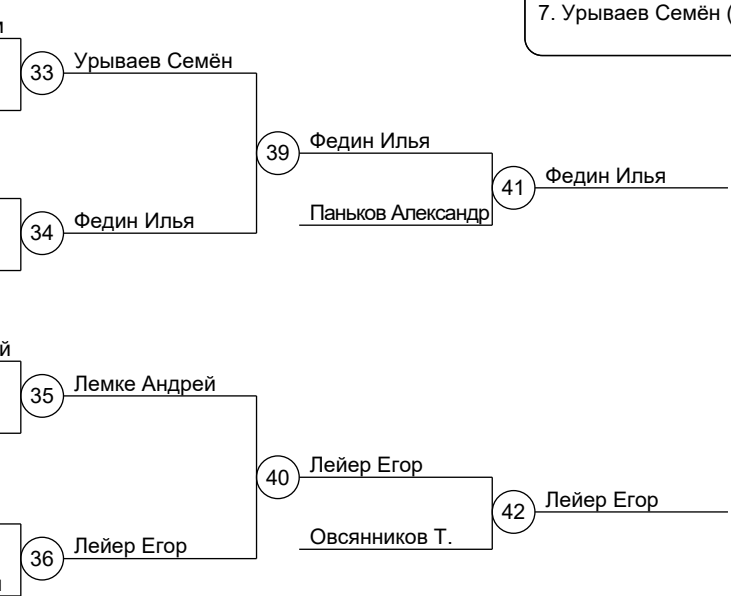 7. Урываев Семён (
33 Урываев Семён
39 Федин Илья
41 Федин Илья
Паньков Александр
34 Федин Илья
й
35 Лемке Андрей
40 Лейер Егор
42 Лейер Егор
Овсянников Т.
36 Лейер Егор